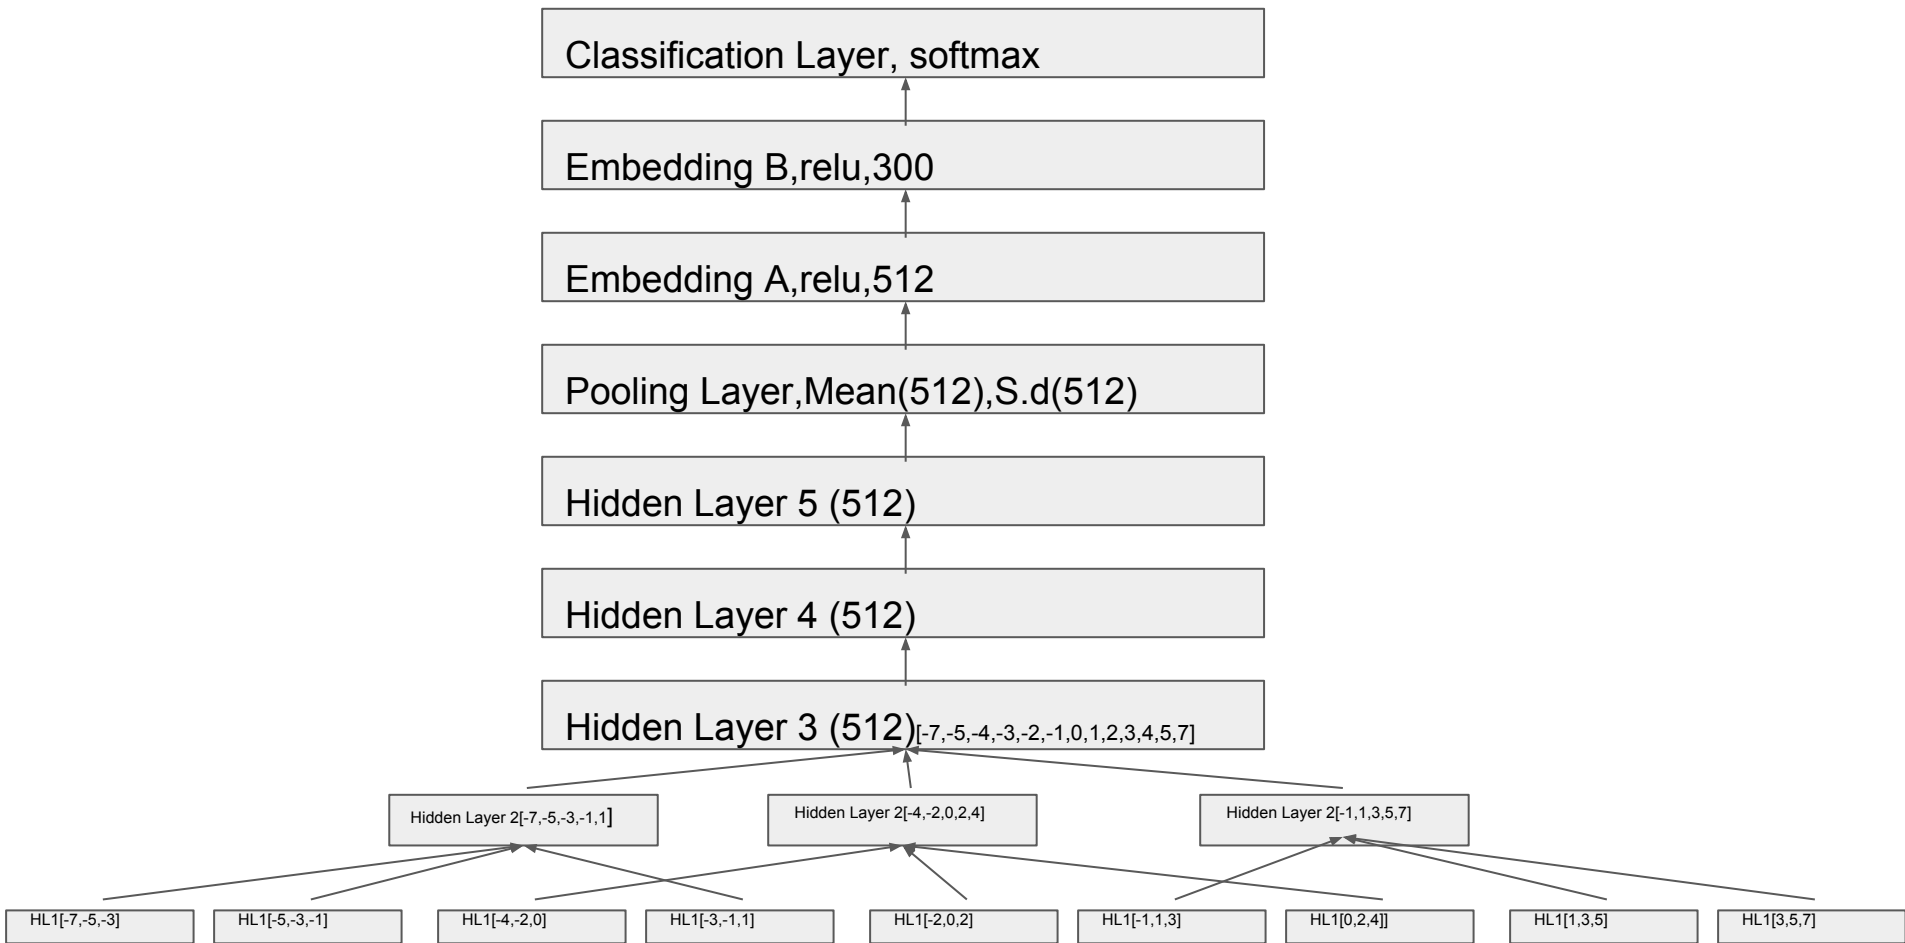 Classification Layer, softmax
Embedding B,relu,300
Embedding A,relu,512
Pooling Layer,Mean(512),S.d(512)
Hidden Layer 5 (512)
Hidden Layer 4 (512)
Hidden Layer 3 (512)[-7,-5,-4,-3,-2,-1,0,1,2,3,4,5,7]
Hidden Layer 2[-7,-5,-3,-1,1]
Hidden Layer 2[-4,-2,0,2,4]
Hidden Layer 2[-1,1,3,5,7]
HL1[-7,-5,-3]
HL1[-5,-3,-1]
HL1[-4,-2,0]
HL1[-3,-1,1]
HL1[-2,0,2]
HL1[-1,1,3]
HL1[0,2,4]]
HL1[1,3,5]
HL1[3,5,7]